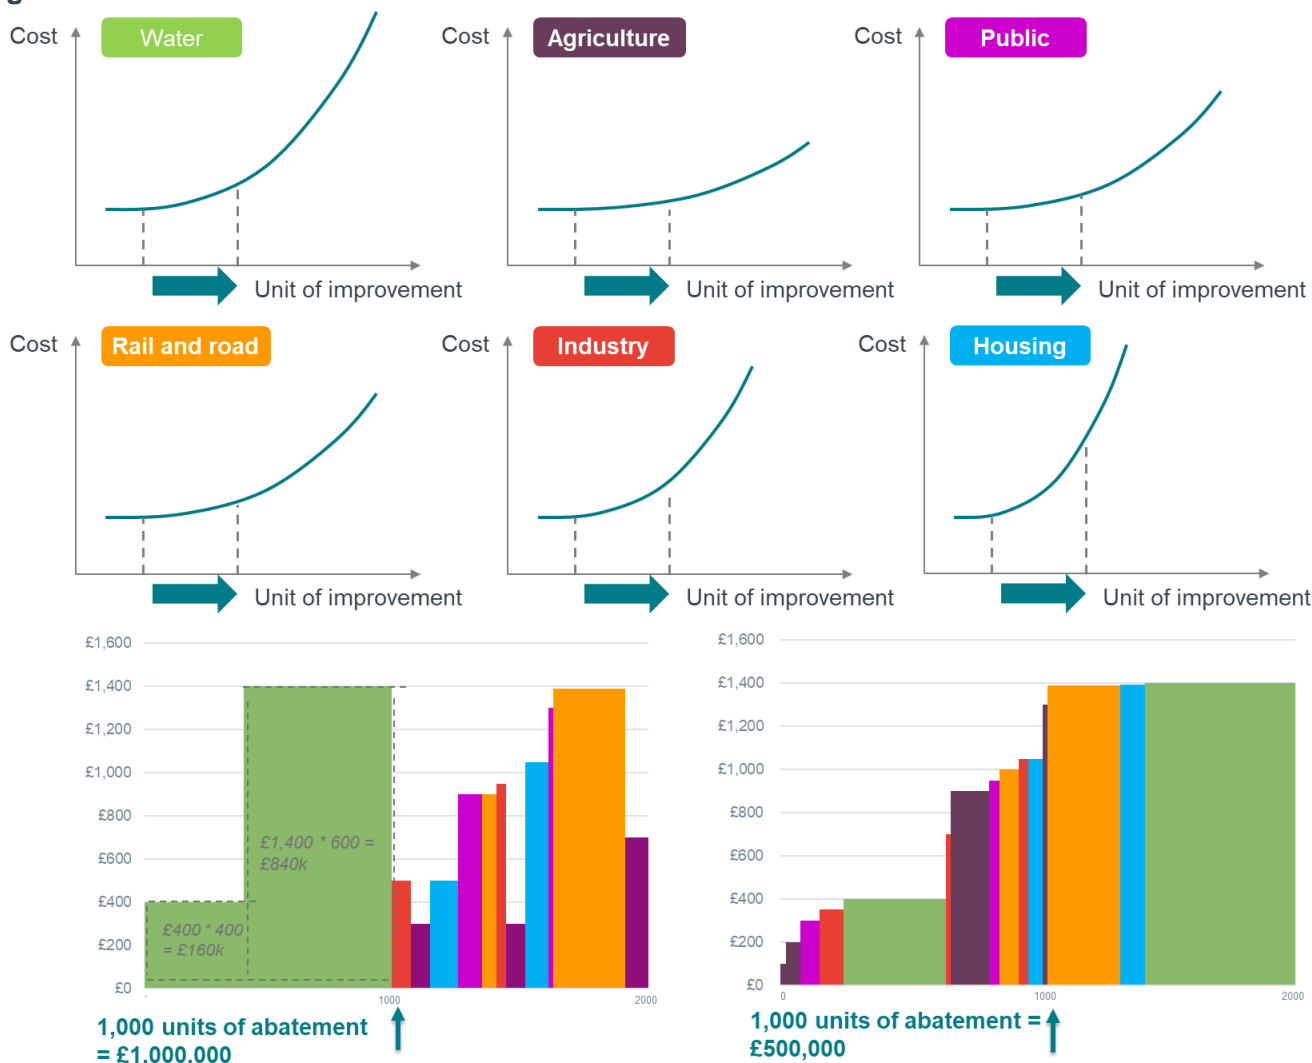 Cost
Water
Cost
Agriculture
Cost
Public
Unit of improvement
Unit of improvement
Unit of improvement
Cost
Rail and road
Cost
Industry
Cost
Housing
Unit of improvement
Unit of improvement
Unit of improvement
£1,600
£1,400
£1,200
£1,000
£800
£600
£400
£200
£0
£1,400 * 600 =
£840k
£400 * 400
= £160k
-
1000
2000
1,000 units of abatement
= £1,000,000
£1,600
£1,400
£1,200
£1,000
£800
£600
£400
£200
£0
0
1000
2000
1,000 units of abatement =
£500,000